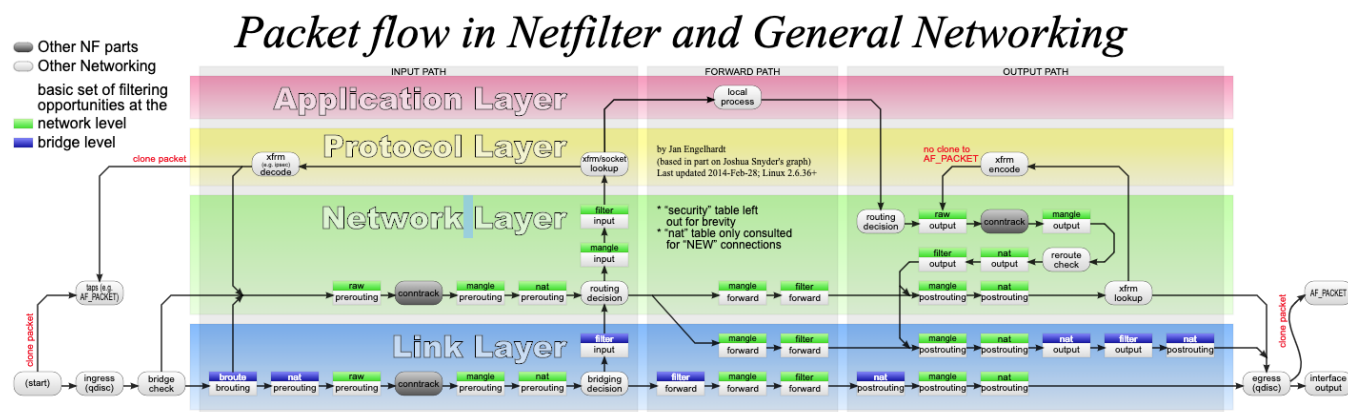 Packet flow in Netfilter and General Networking
Other NF parts
Other Networking
basic set of filtering
opportunities at the
network level
bridge level
INPUT PATH
FORWARD PATH
OUTPUT PATH
Application Layer
local
process
Protocol Layer
clone packet
xfrm
(e.g. ipsec)
decode
xfrm/socket
lookup
by Jan Engelhardt
(based in part on Joshua Snyder's graph)
Last updated 2014-Feb-28; Linux 2.6.36+
no clone to
AF_PACKET
xfrm
encode
Network Layer
filter
input
mangle
input
* “security” table left
out for brevity
* “nat” table only consulted
for “NEW” connections
routing
decision
raw
output
conntrack
mangle
output
filter
output
nat
output
reroute
check
clone packet
taps (e.g.
AF_PACKET)
raw
prerouting
conntrack
mangle
prerouting
nat
prerouting
routing
decision
mangle
forward
filter
forward
mangle
postrouting
nat
postrouting
xfrm
lookup
clone packet
AF_PACKET
Link Layer
filter
input
mangle
forward
filter
forward
mangle
postrouting
nat
postrouting
nat
output
filter
output
nat
postrouting
(start)
ingress
(qdisc)
bridge
check
broute
brouting
nat
prerouting
raw
prerouting
conntrack
mangle
prerouting
nat
prerouting
bridging
decision
filter
forward
mangle
forward
filter
forward
nat
postrouting
mangle
postrouting
nat
postrouting
egress
(qdisc)
interface
output